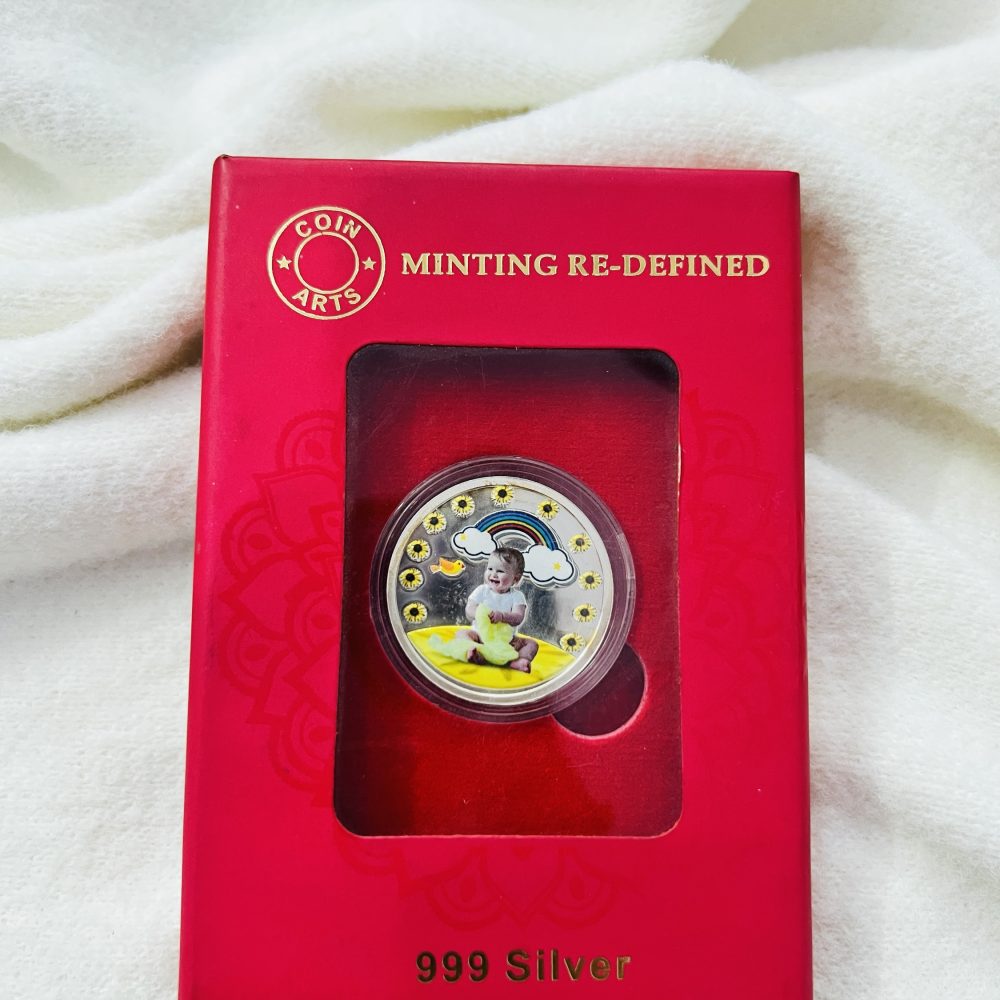 COIN
ARTS
MINTING RE-DEFINED
999 Silver